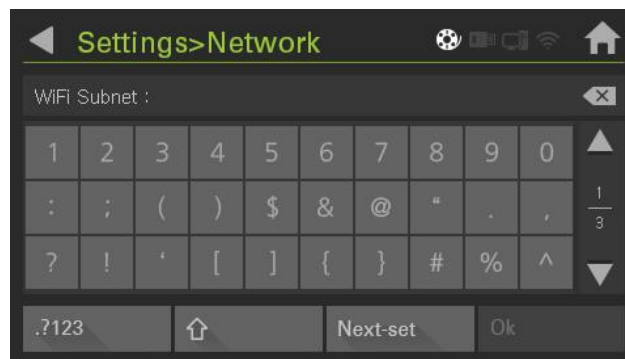 Settings>Network
WiFi Subnet :
1 2 3 4 5 6 7 8 9 0
: ; ( ) $ & @ “ . ,
? ! ‘ [ ] { } # % ^
1
3
.?123 Next-set Ok